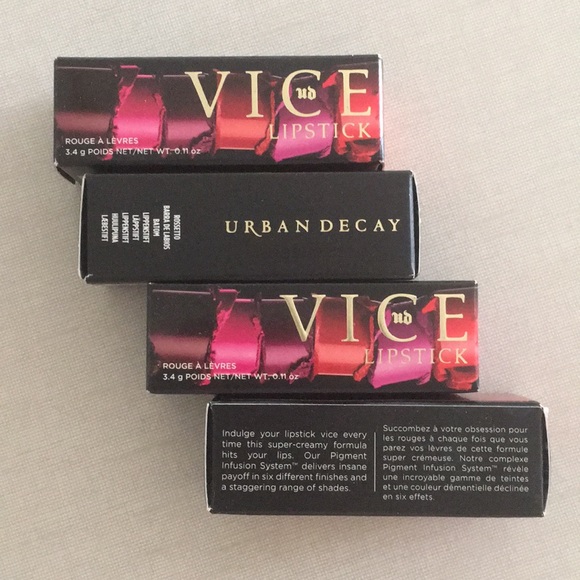 VICE
ud
LIPSTICK
ROUGE À LÈVRES
3.4 g POIDS NET/NET WT. 0.11 oz
ROSSETTO
BARRA DE LABIOS
BATOM
LIPPENSTIFT
LÄPPSTIFT
LIPPENSTIFT
HUULIPUNA
LÆBESTIFT
URBAN DECAY
VICE
ud
LIPSTICK
ROUGE À LÈVRES
3.4 g POIDS NET/NET WT. 0.11 oz
Indulge your lipstick vice every
time this super-creamy formula
hits your lips. Our Pigment
Infusion System™ delivers insane
payoff in six different finishes and
a staggering range of shades.
Succombez à votre obsession pour
les rouges à chaque fois que vous
parez vos lèvres de cette formule
super crémeuse. Notre complexe
Pigment Infusion System™ révèle
une incroyable gamme de teintes
et une couleur démentielle déclinée
en six effets.